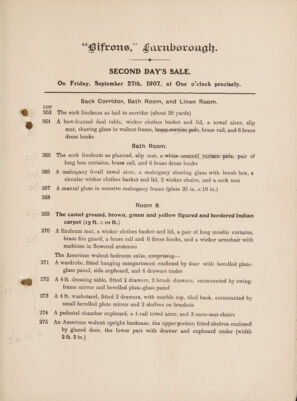 "Bifrons," Farnborough.
SECOND DAY'S SALE.
On Friday, September 27th, 1907, at One o'clock precisely.
Back Corridor, Bath Room, and Linen Room.
LOT
263 The cork linoleum as laid to corridor (about 28 yards)
264 A bow-fronted deal table, wicker clothes basket and lid, a towel airer, slip
mat, shaving glass in walnut frame, brass curtain pole, brass rail, and 6 brass
dress hooks
Bath Room.
265 The cork linoleum as planned, slip mat, a white enamel curtain pole, pair of
long lace curtains, brass rail, and 6 brass dress hooks
266 A mahogany 6-rail towel airer, a mahogany shaving glass with brush box, a
circular wicker clothes basket and lid, 2 wicker chairs, and a cork mat
267 A mantel glass in massive mahogany frame (plate 25 in. x 18 in.)
268
Room 8.
269 The camel ground, brown, green and yellow figured and bordered Indian
carpet (15 ft. x 10 ft.)
270 A linoleum mat, a wicker clothes basket and lid, a pair of long muslin curtains,
brass fire guard, a brass rail and 6 dress hooks, and a wicker armchair with
cushions in flowered cretonne
The American walnut bedroom suite, comprising—
271 A wardrobe, fitted hanging compartment enclosed by door with bevelled plate-
glass panel, side cupboard, and 4 drawers under
272 A 4 ft. dressing table, fitted 2 drawers, 2 brush drawers, surmounted by swing-
frame mirror and bevelled plate-glass panel
273 A 4 ft. washstand, fitted 2 drawers, with marble top, tiled back, surmounted by
small bevelled plate mirror and 2 shelves on brackets
274 A pedestal chamber cupboard, a 4-rail towel airer, and 3 cane-seat chairs
275 An American walnut upright bookcase, the upper portion fitted shelves enclosed
by glazed door, the lower part with drawer and cupboard under (width
2 ft. 3 in.)